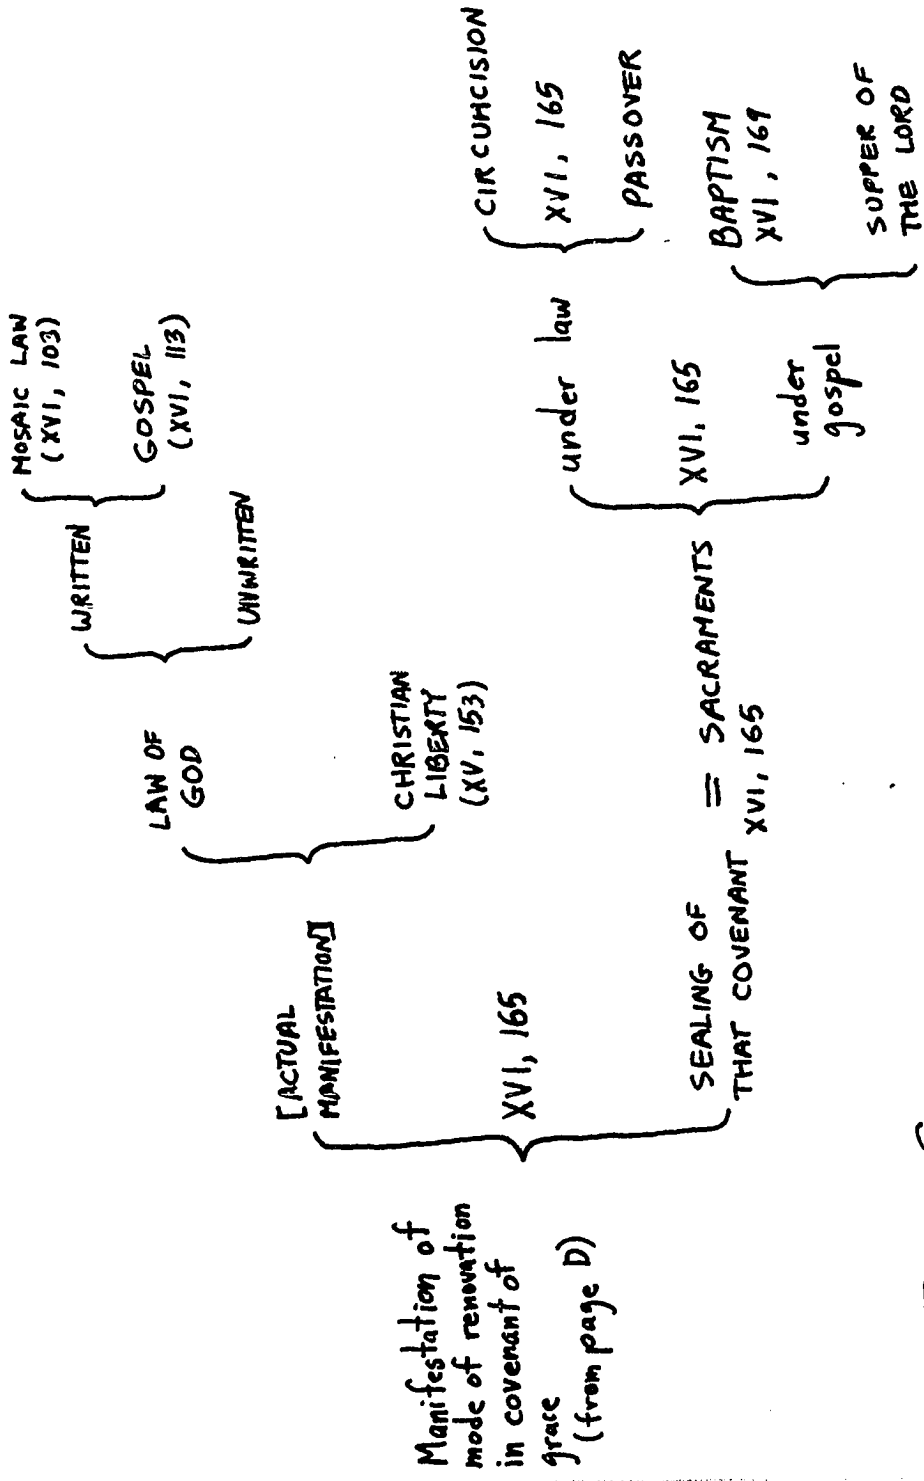 Manifestation of
mode of renovation
in covenant of
grace
(from page D)
[ACTUAL
MANIFESTATION]
XVI, 165
SEALING OF
THAT COVENANT
= SACRAMENTS
XVI, 165
LAW OF
GOD
CHRISTIAN
LIBERTY
(XV, 153)
WRITTEN
UNWRITTEN
MOSAIC LAW
(XVI, 103)
GOSPEL
(XVI, 113)
under law
XVI, 165
under
gospel
CIRCUMCISION
XVI, 165
PASSOVER
BAPTISM
XVI, 169
SUPPER OF
THE LORD